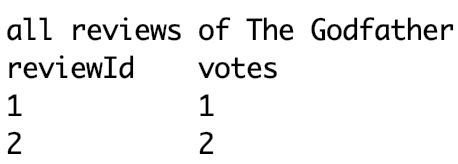 all reviews of The Godfather
reviewId    votes
1           1
2           2